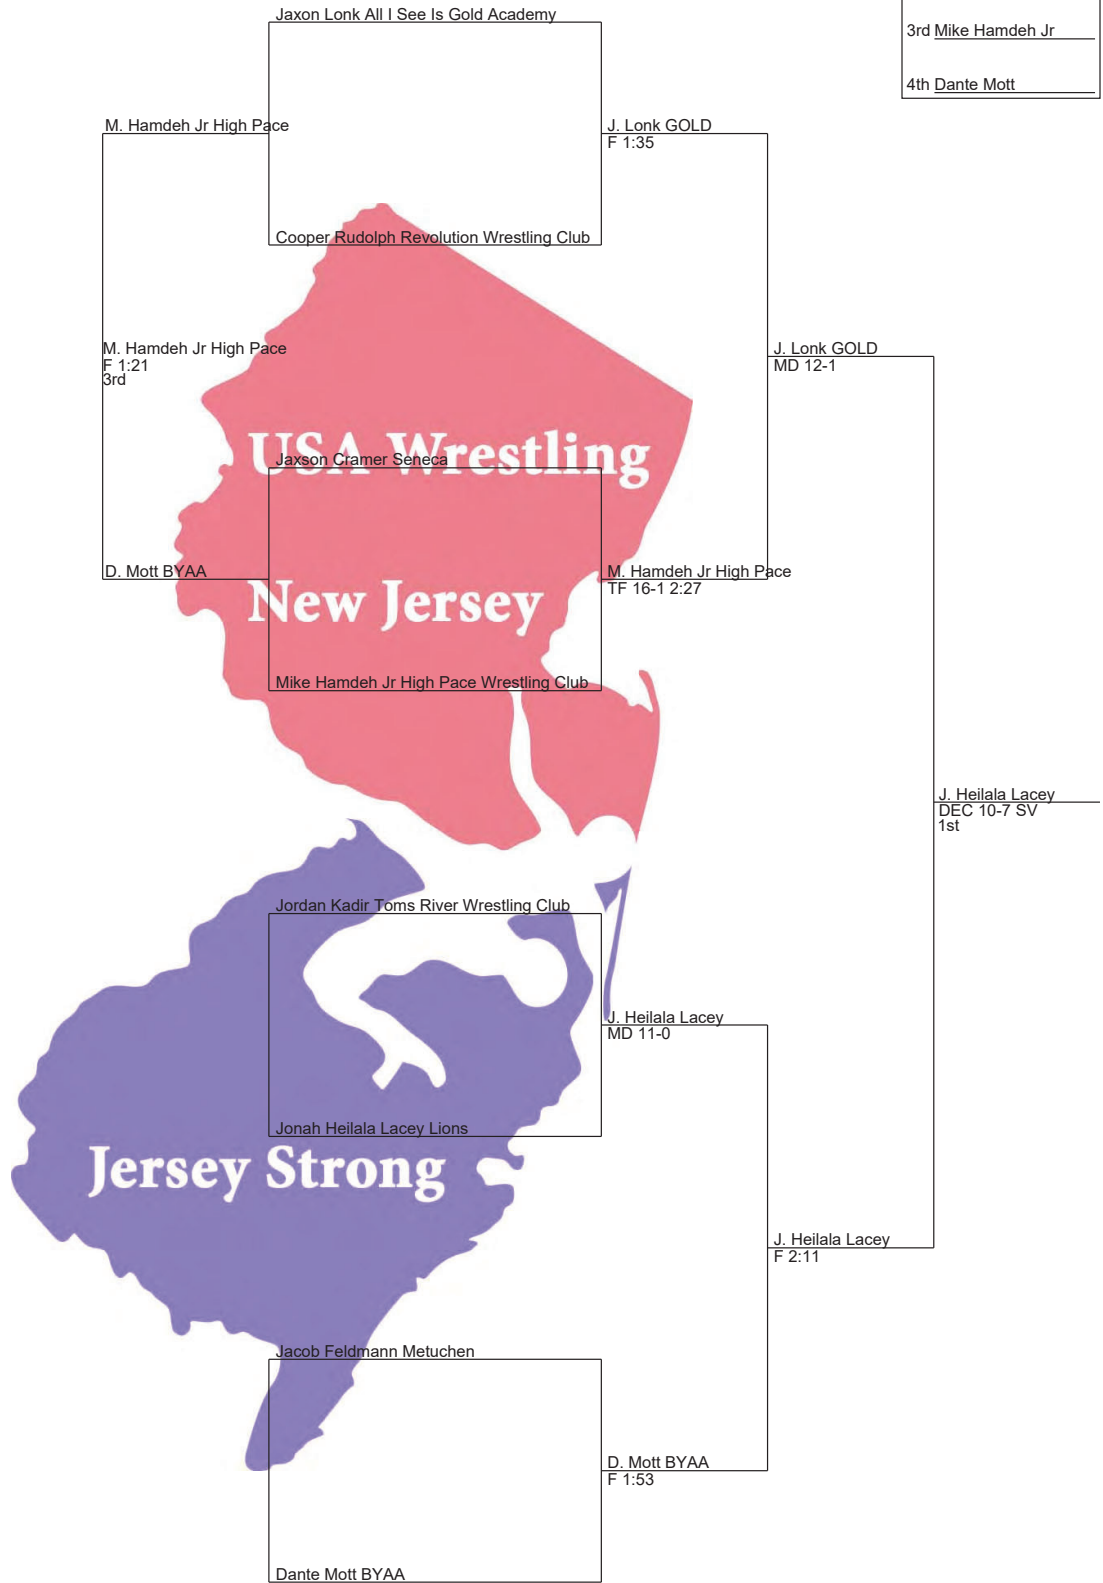 Jaxon Lonk All I See Is Gold Academy
3rd Mike Hamdeh Jr
4th Dante Mott
M. Hamdeh Jr High Pace
J. Lonk GOLD
F 1:35
Cooper Rudolph Revolution Wrestling Club
M. Hamdeh Jr High Pace
F 1:21
3rd
J. Lonk GOLD
MD 12-1
USA Wrestling
Jaxson Cramer Seneca
D. Mott BYAA
New Jersey
M. Hamdeh Jr High Pace
TF 16-1 2:27
Mike Hamdeh Jr High Pace Wrestling Club
J. Heilala Lacey
DEC 10-7 SV
1st
Jordan Kadir Toms River Wrestling Club
J. Heilala Lacey
MD 11-0
Jonah Heilala Lacey Lions
Jersey Strong
J. Heilala Lacey
F 2:11
Jacob Feldmann Metuchen
D. Mott BYAA
F 1:53
Dante Mott BYAA